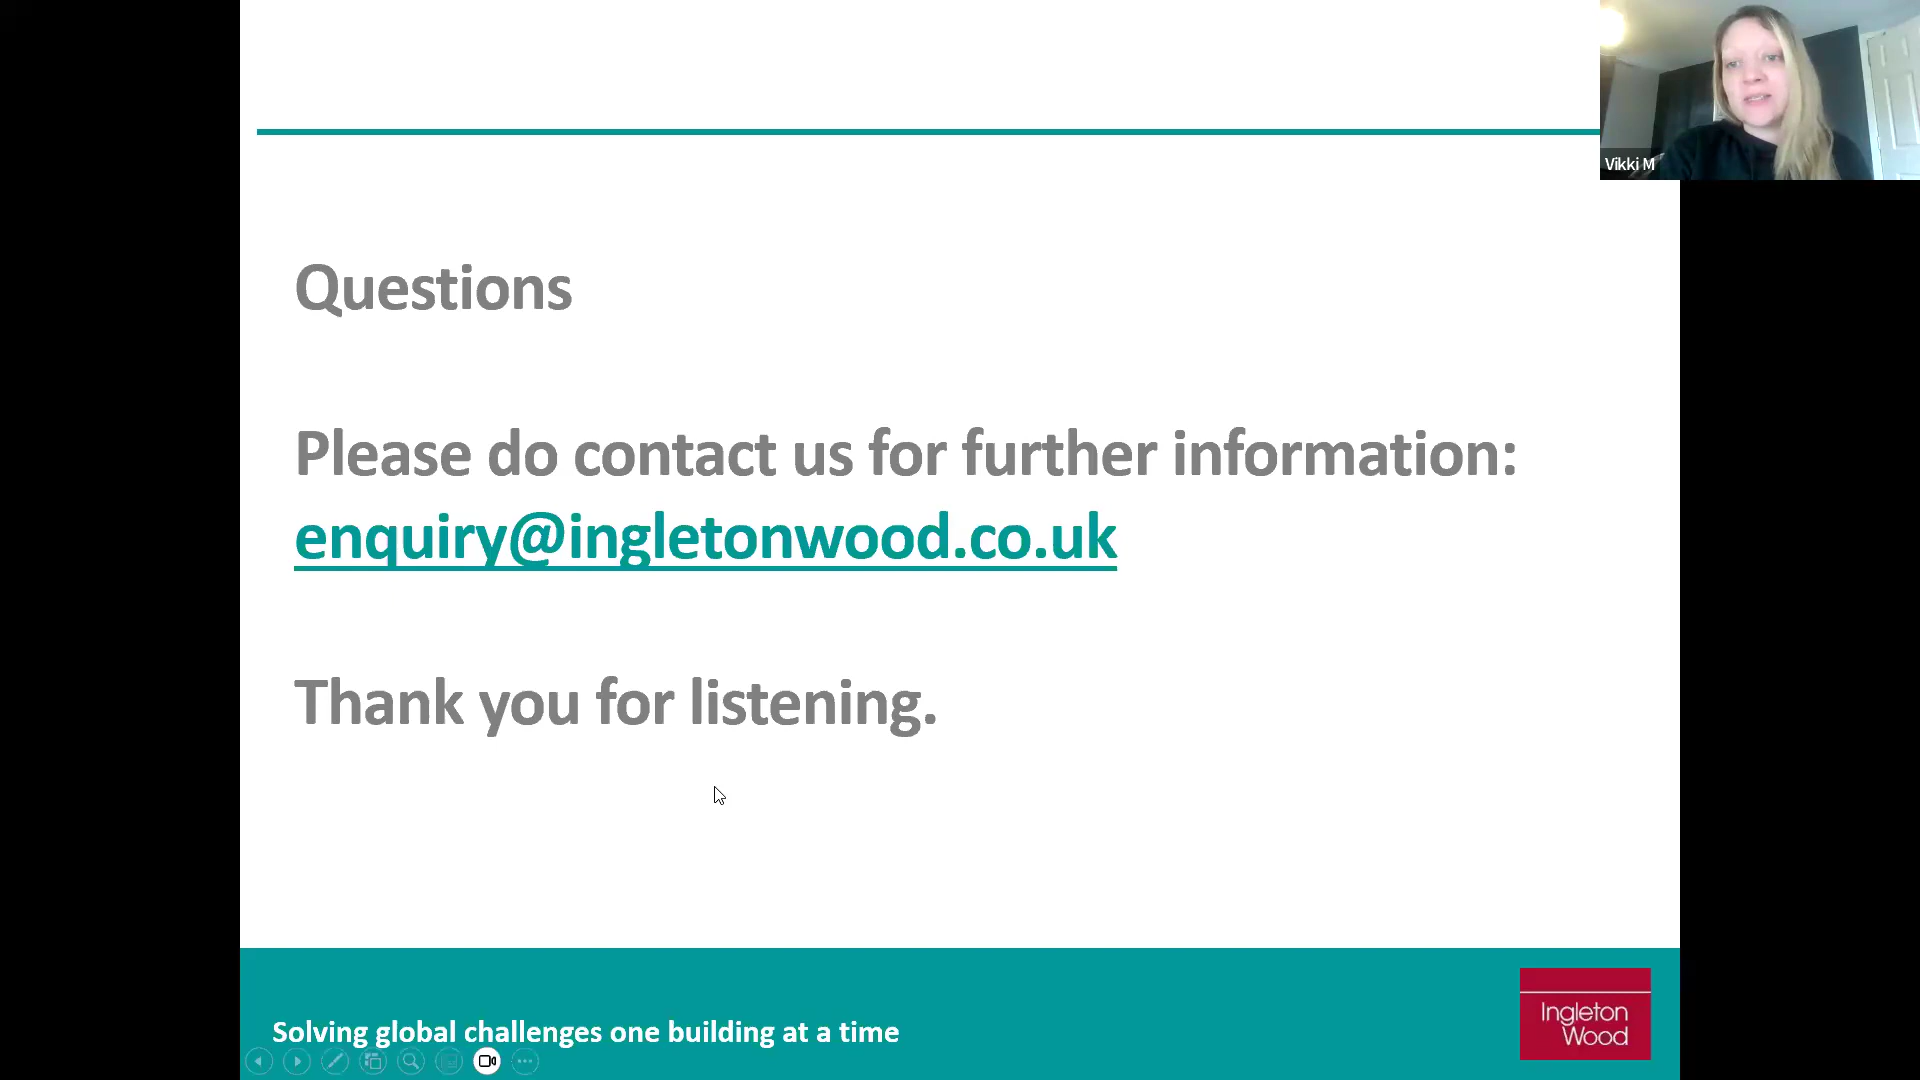 Vikki M
Questions
Please do contact us for further information:
enquiry@ingletonwood.co.uk
Thank you for listening.
Solving global challenges one building at a time
Ingleton
Wood